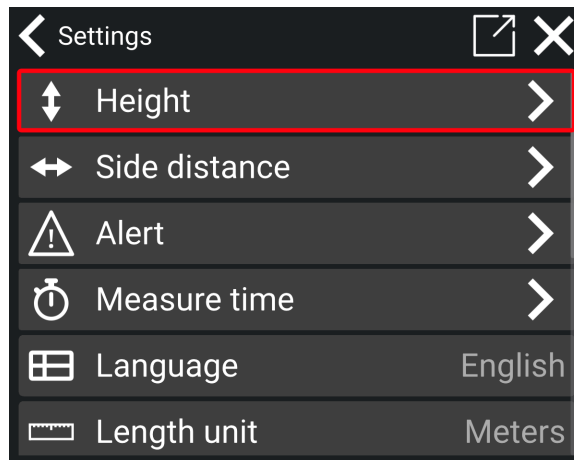 Settings
Height
Side distance
Alert
Measure time
Language English
Length unit Meters